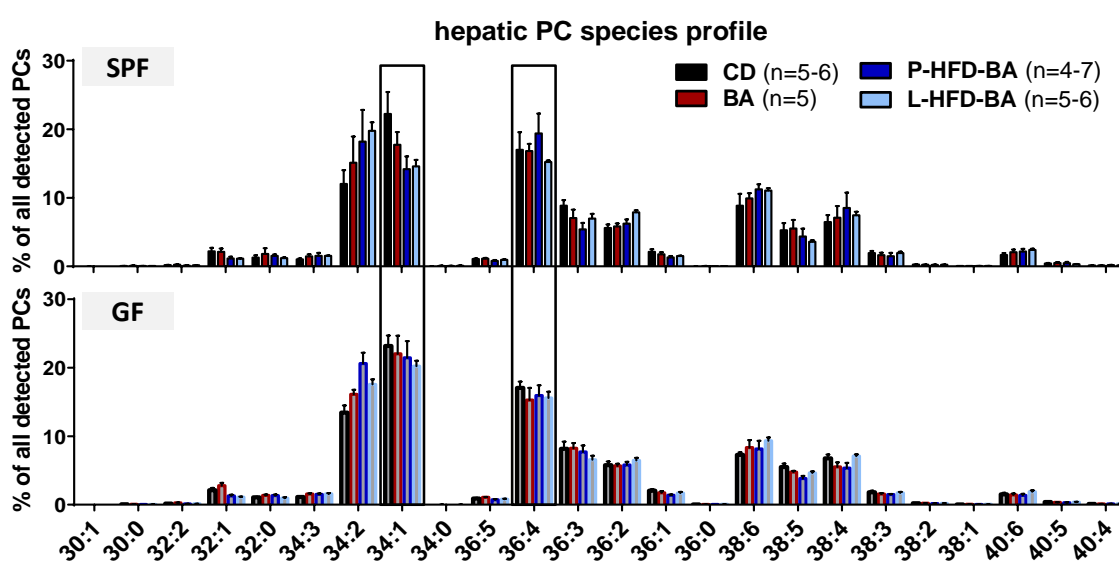 hepatic PC species profile
SPF
CD (n=5-6)
BA (n=5)
P-HFD-BA (n=4-7)
L-HFD-BA (n=5-6)
% of all detected PCs
30
20
10
0
GF
% of all detected PCs
30
20
10
0
30:1 30:0 32:2 32:1 32:0 34:3 34:2 34:1 34:0 36:5 36:4 36:3 36:2 36:1 36:0 38:6 38:5 38:4 38:3 38:2 38:1 40:6 40:5 40:4